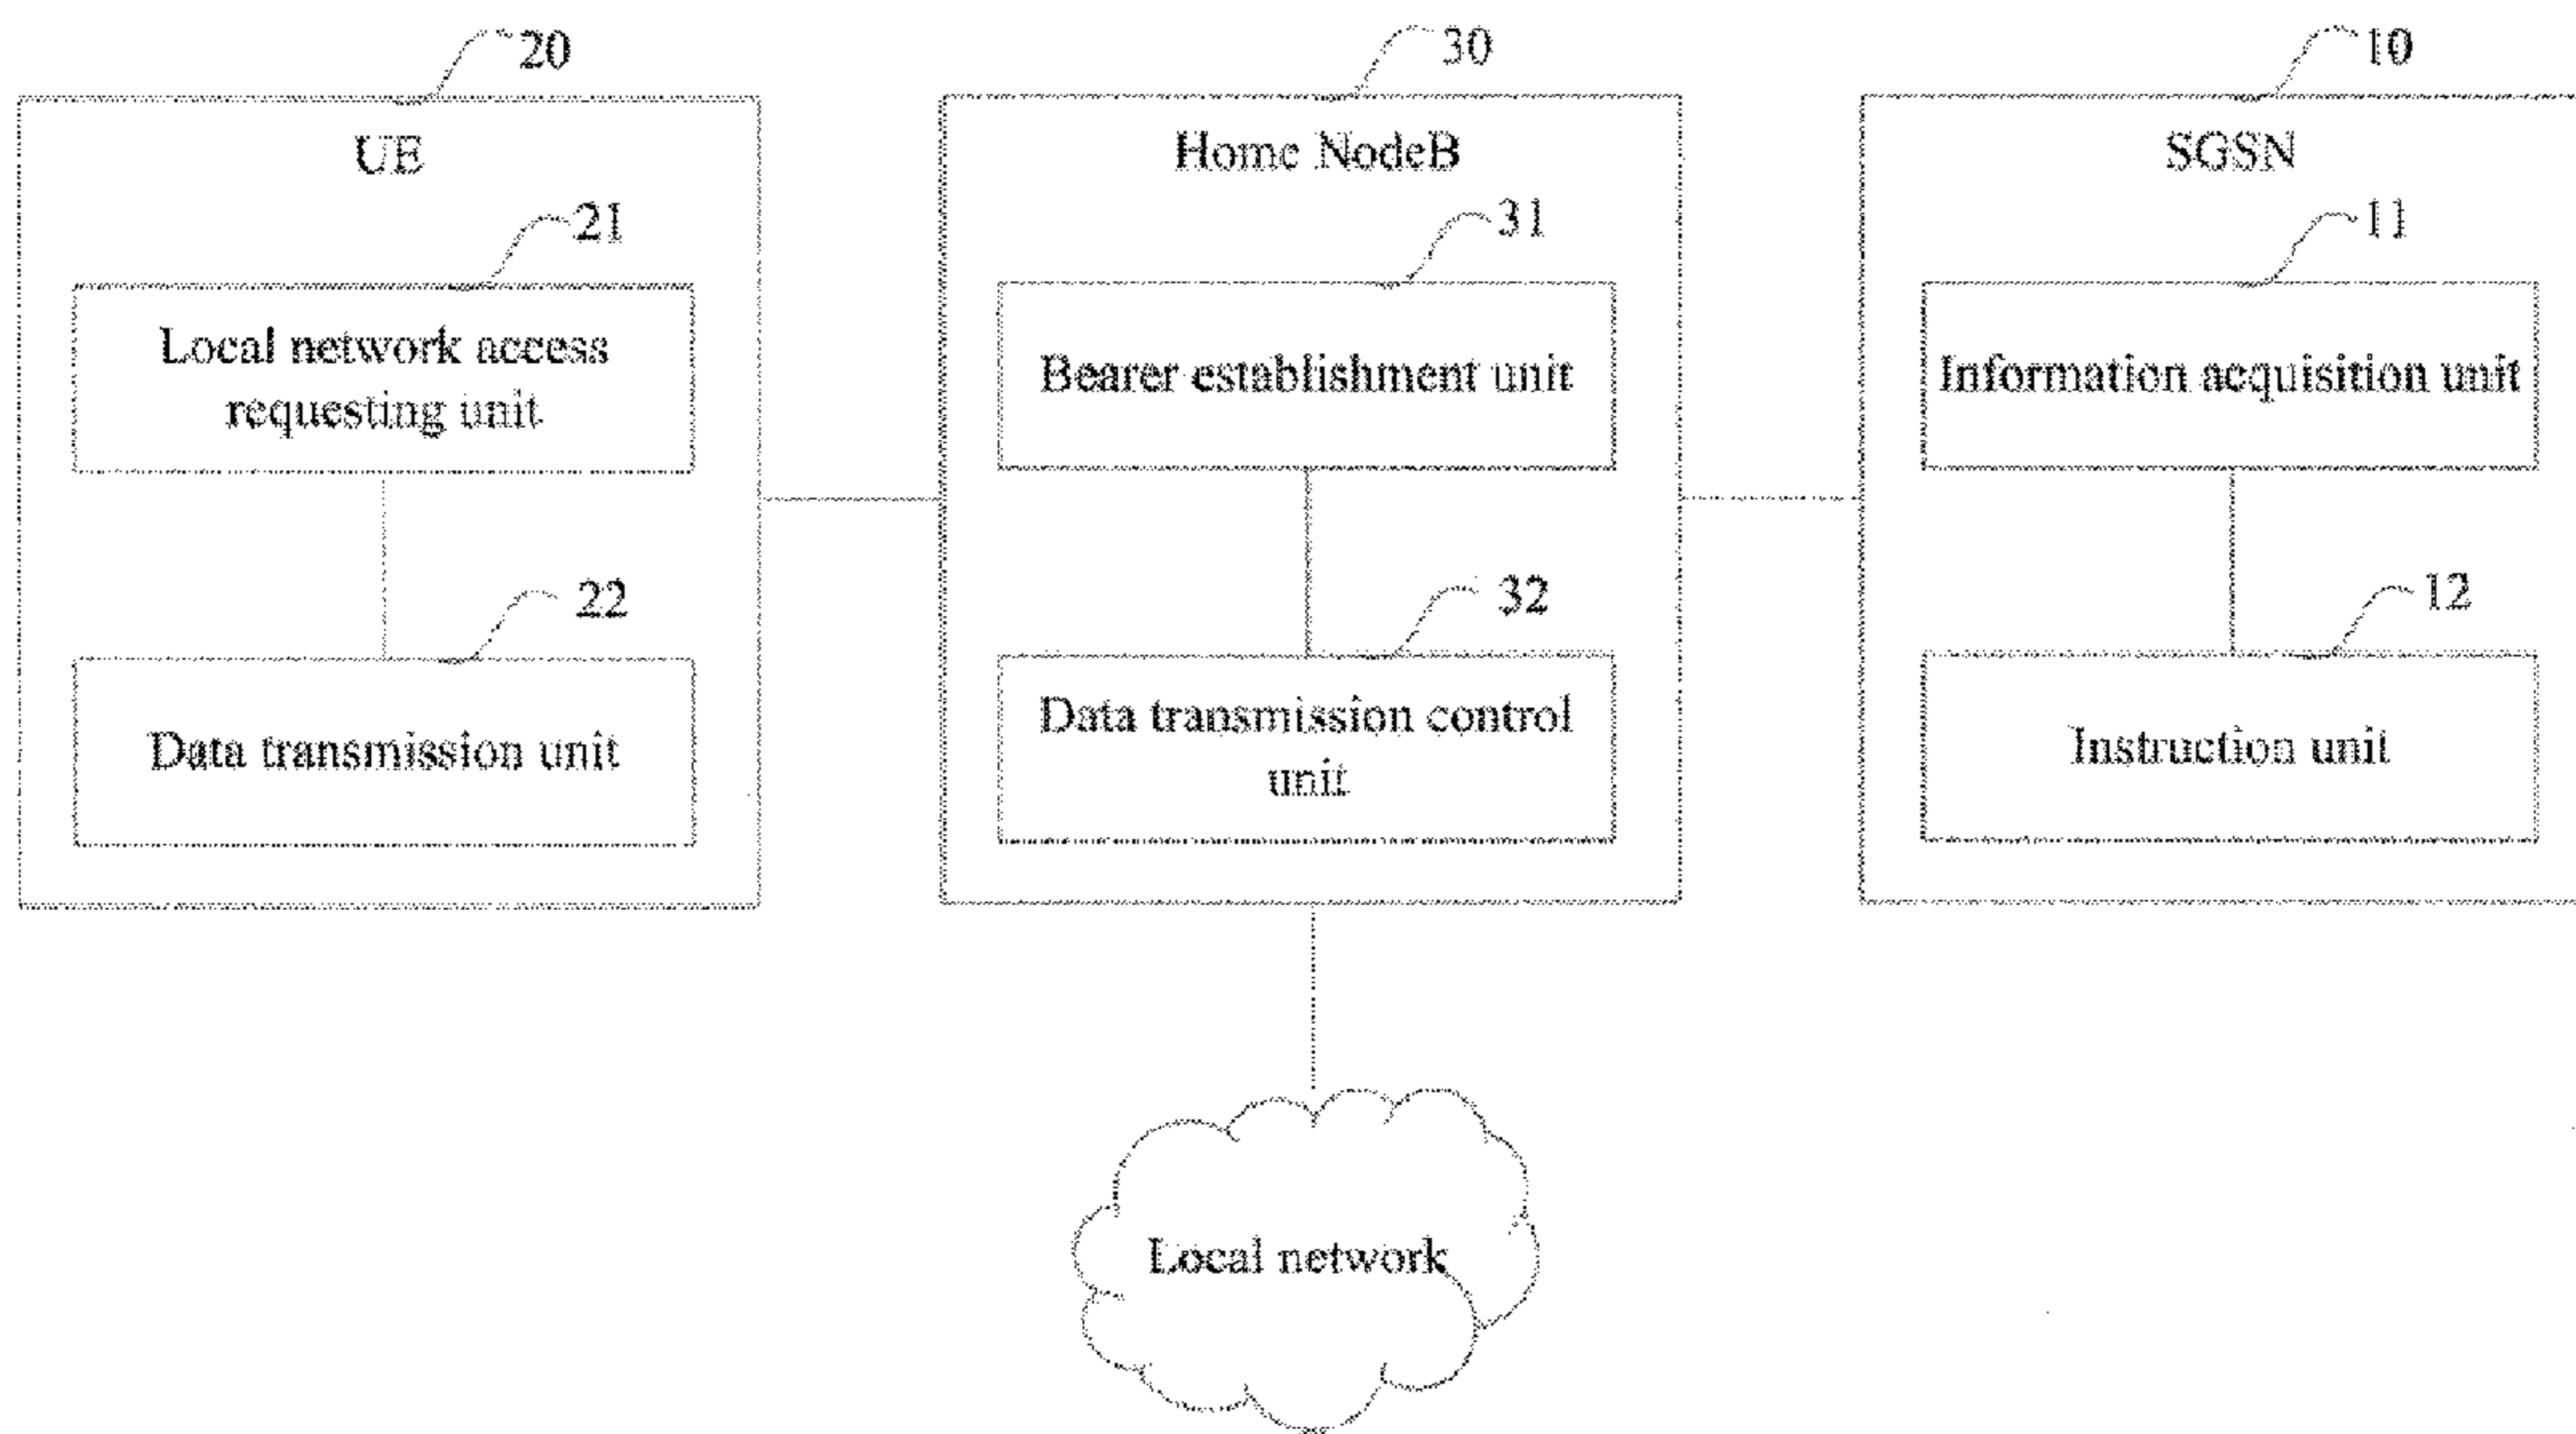 20
30
10
UE
Home NodeB
SGSN
21
31
11
Local network access
requesting unit
Bearer establishment unit
Information acquisition unit
22
32
12
Data transmission unit
Data transmission control
unit
Instruction unit
Local network